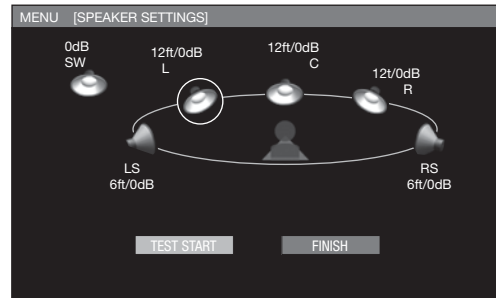 MENU [SPEAKER SETTINGS]
0dB
SW
12ft/0dB
L
12ft/0dB
C
12t/0dB
R
LS
6ft/0dB
RS
6ft/0dB
TEST START
FINISH